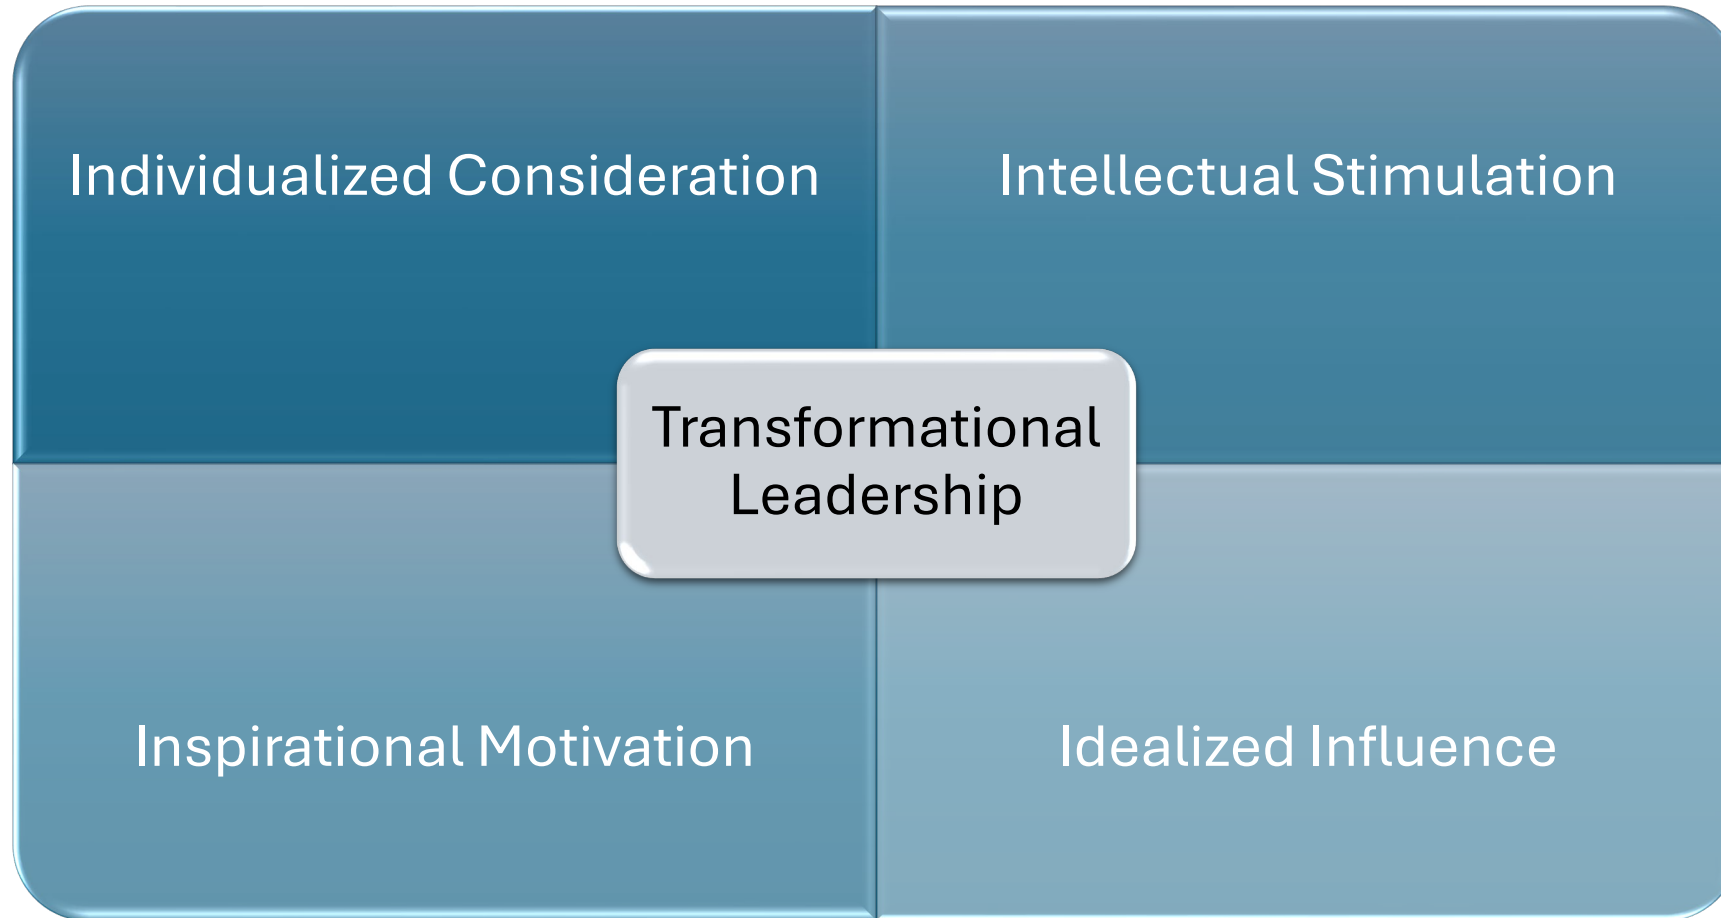 Individualized Consideration
Intellectual Stimulation
Transformational
Leadership
Inspirational Motivation
Idealized Influence